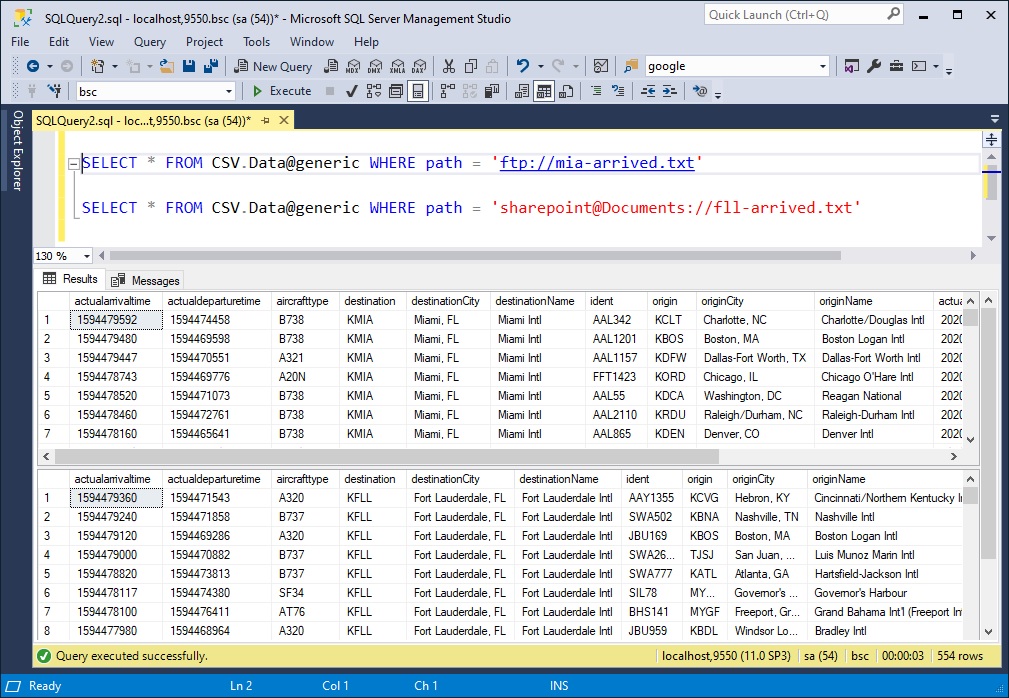 SQLQuery2.sql - localhost,9550.bsc (sa (54))* - Microsoft SQL Server Management Studio
Quick Launch (Ctrl+Q)
File Edit View Query Project Tools Window Help
New Query MDX DMX XMLA DAX google
bsc Execute
Object Explorer
SQLQuery2.sql - loc...t,9550.bsc (sa (54))*
SELECT * FROM CSV.Data@generic WHERE path = 'ftp://mia-arrived.txt'
SELECT * FROM CSV.Data@generic WHERE path = 'sharepoint@Documents://fll-arrived.txt'
130 %
Results Messages
actualarrivaltime actualdeparturetime aircrafttype destination destinationCity destinationName ident origin originCity originName actua
1 1594479592 1594474458 B738 KMIA Miami, FL Miami Intl AAL342 KCLT Charlotte, NC Charlotte/Douglas Intl 2020
2 1594479480 1594469598 B738 KMIA Miami, FL Miami Intl AAL1201 KBOS Boston, MA Boston Logan Intl 2020
3 1594479447 1594470551 A321 KMIA Miami, FL Miami Intl AAL1157 KDFW Dallas-Fort Worth, TX Dallas-Fort Worth Intl 2020
4 1594478743 1594469776 A20N KMIA Miami, FL Miami Intl FFT1423 KORD Chicago, IL Chicago O'Hare Intl 2020
5 1594478520 1594471073 B738 KMIA Miami, FL Miami Intl AAL55 KDCA Washington, DC Reagan National 2020
6 1594478460 1594472761 B738 KMIA Miami, FL Miami Intl AAL2110 KRDU Raleigh/Durham, NC Raleigh-Durham Intl 2020
7 1594478160 1594465641 B738 KMIA Miami, FL Miami Intl AAL865 KDEN Denver, CO Denver Intl 2020
actualarrivaltime actualdeparturetime aircrafttype destination destinationCity destinationName ident origin originCity originName
1 1594479360 1594471543 A320 KFLL Fort Lauderdale, FL Fort Lauderdale Intl AAY1355 KCVG Hebron, KY Cincinnati/Northern Kentucky I
2 1594479240 1594471858 B737 KFLL Fort Lauderdale, FL Fort Lauderdale Intl SWA502 KBNA Nashville, TN Nashville Intl
3 1594479120 1594469286 A320 KFLL Fort Lauderdale, FL Fort Lauderdale Intl JBU169 KBOS Boston, MA Boston Logan Intl
4 1594479000 1594470882 B737 KFLL Fort Lauderdale, FL Fort Lauderdale Intl SWA26... TJSJ San Juan, ... Luis Munoz Marin Intl
5 1594478820 1594473813 B737 KFLL Fort Lauderdale, FL Fort Lauderdale Intl SWA777 KATL Atlanta, GA Hartsfield-Jackson Intl
6 1594478117 1594474380 SF34 KFLL Fort Lauderdale, FL Fort Lauderdale Intl SIL78 MY... Governor's ... Governor's Harbour
7 1594478100 1594476411 AT76 KFLL Fort Lauderdale, FL Fort Lauderdale Intl BHS141 MYGF Freeport, Gr... Grand Bahama Int'l (Freeport In
8 1594477980 1594468964 A320 KFLL Fort Lauderdale, FL Fort Lauderdale Intl JBU959 KBDL Windsor Lo... Bradley Intl
Query executed successfully. localhost,9550 (11.0 SP3) sa (54) bsc 00:00:03 554 rows
Ready Ln 2 Col 1 Ch 1 INS